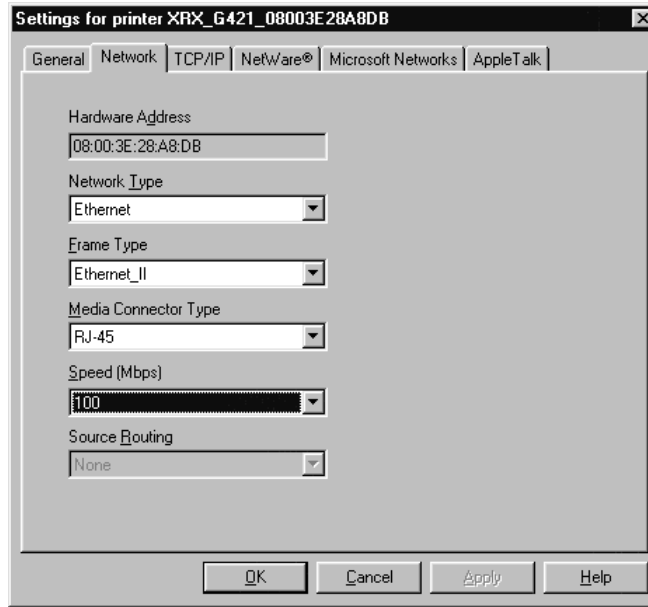 Settings for printer XRX_G421_08003E28A8DB
General Network TCP/IP NetWare® Microsoft Networks AppleTalk
Hardware Address
08:00:3E:28:A8:DB
Network Type
Ethernet
Frame Type
Ethernet_II
Media Connector Type
RJ-45
Speed (Mbps)
100
Source Routing
None
OK Cancel Apply Help